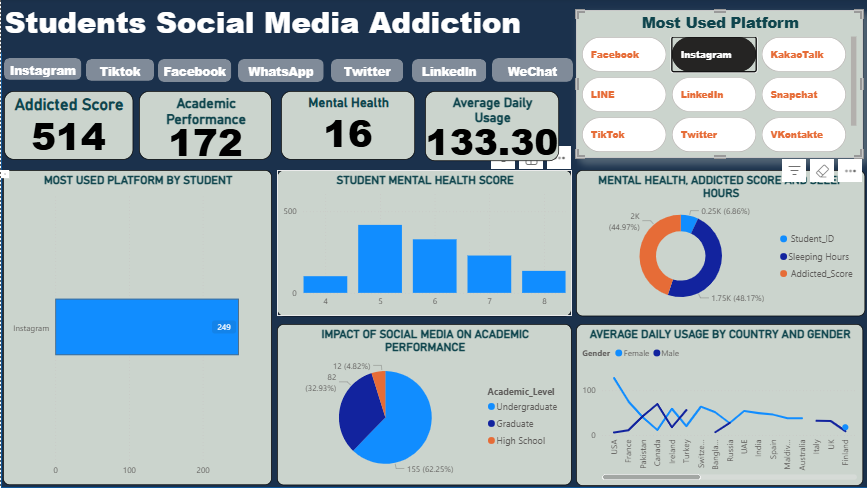 Students Social Media Addiction
Most Used Platform
Facebook
Instagram
KakaoTalk
LINE
LinkedIn
Snapchat
TikTok
Twitter
VKontakte
Instagram
Tiktok
Facebook
WhatsApp
Twitter
LinkedIn
WeChat
Addicted Score
514
Academic
Performance
172
Mental Health
16
Average Daily
Usage
133.30
MOST USED PLATFORM BY STUDENT
Instagram
249
0
100
200
STUDENT MENTAL HEALTH SCORE
500
0
4
5
6
7
8
MENTAL HEALTH, ADDICTED SCORE AND SLEEP
HOURS
0.25K (6.86%)
2K
(44.97%)
1.75K (48.17%)
Student_ID
Sleeping Hours
Addicted_Score
IMPACT OF SOCIAL MEDIA ON ACADEMIC
PERFORMANCE
12 (4.82%)
82
(32.93%)
155 (62.25%)
Academic_Level
Undergraduate
Graduate
High School
AVERAGE DAILY USAGE BY COUNTRY AND GENDER
Gender
Female
Male
100
0
USA
France
Pakistan
Canada
Ireland
Turkey
Switze...
Bangla...
Russia
UAE
India
Spain
Maldiv...
Australia
Italy
UK
Finland